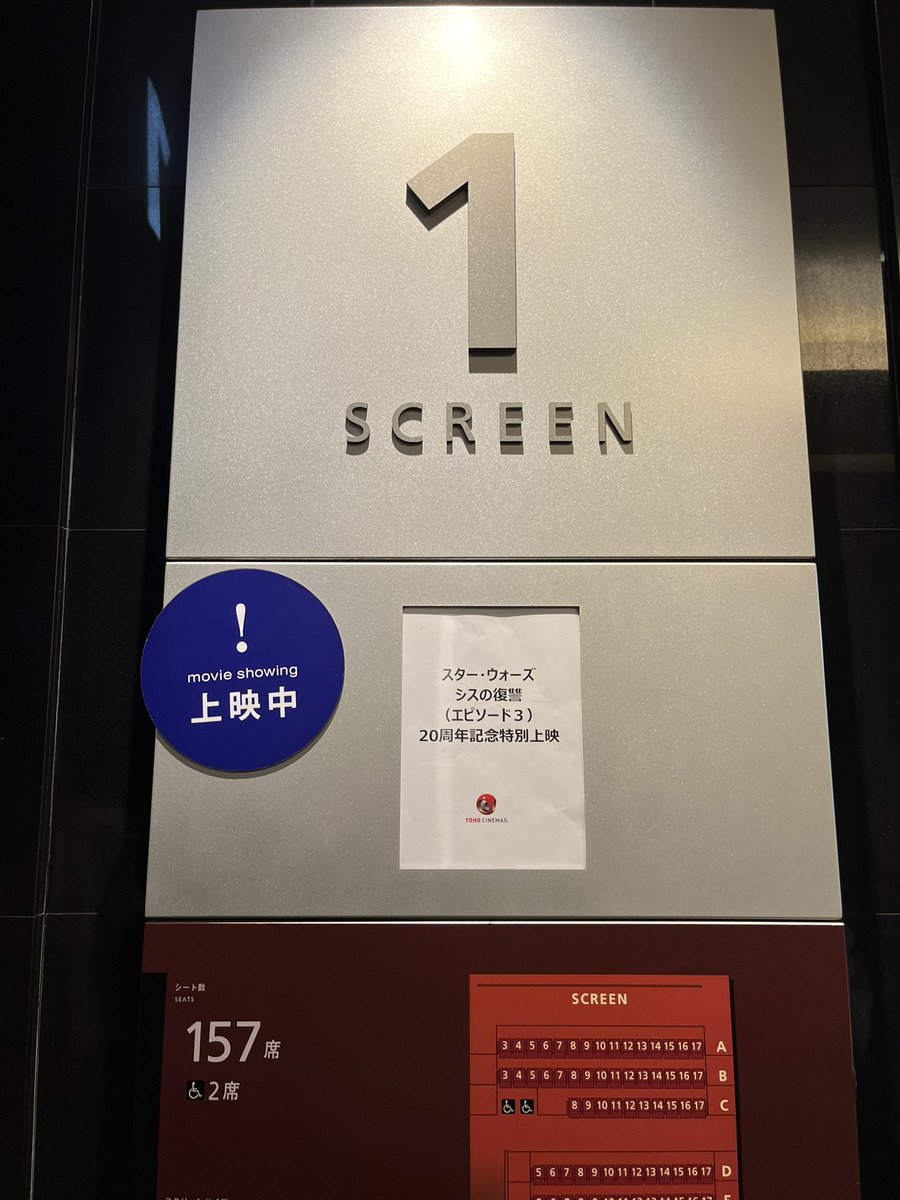 1
SCREEN
!
movie showing
上映中
スター・ウォーズ
シスの復讐
(エピソード3)
20周年記念特別上映
TOHO CINEMAS.
シート数
SEATS
157席
2席
SCREEN
3 4 5 6 7 8 9 10 11 12 13 14 15 16 17 A
3 4 5 6 7 8 9 10 11 12 13 14 15 16 17 B
8 9 10 11 12 13 14 15 16 17 C
5 6 7 8 9 10 11 12 13 14 15 16 17 D